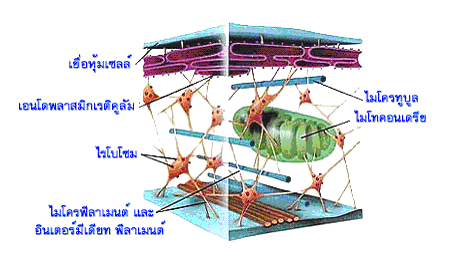 เยื่อหุ้มเซลล์
เอนโดพลาสมิกเรติคูลัม
ไมโครทูบูล
ไมโทคอนเดรีย
ไรโบโซม
ไมโครฟีลาเมนต์ และ
อินเตอร์มีเดียท ฟีลาเมนต์